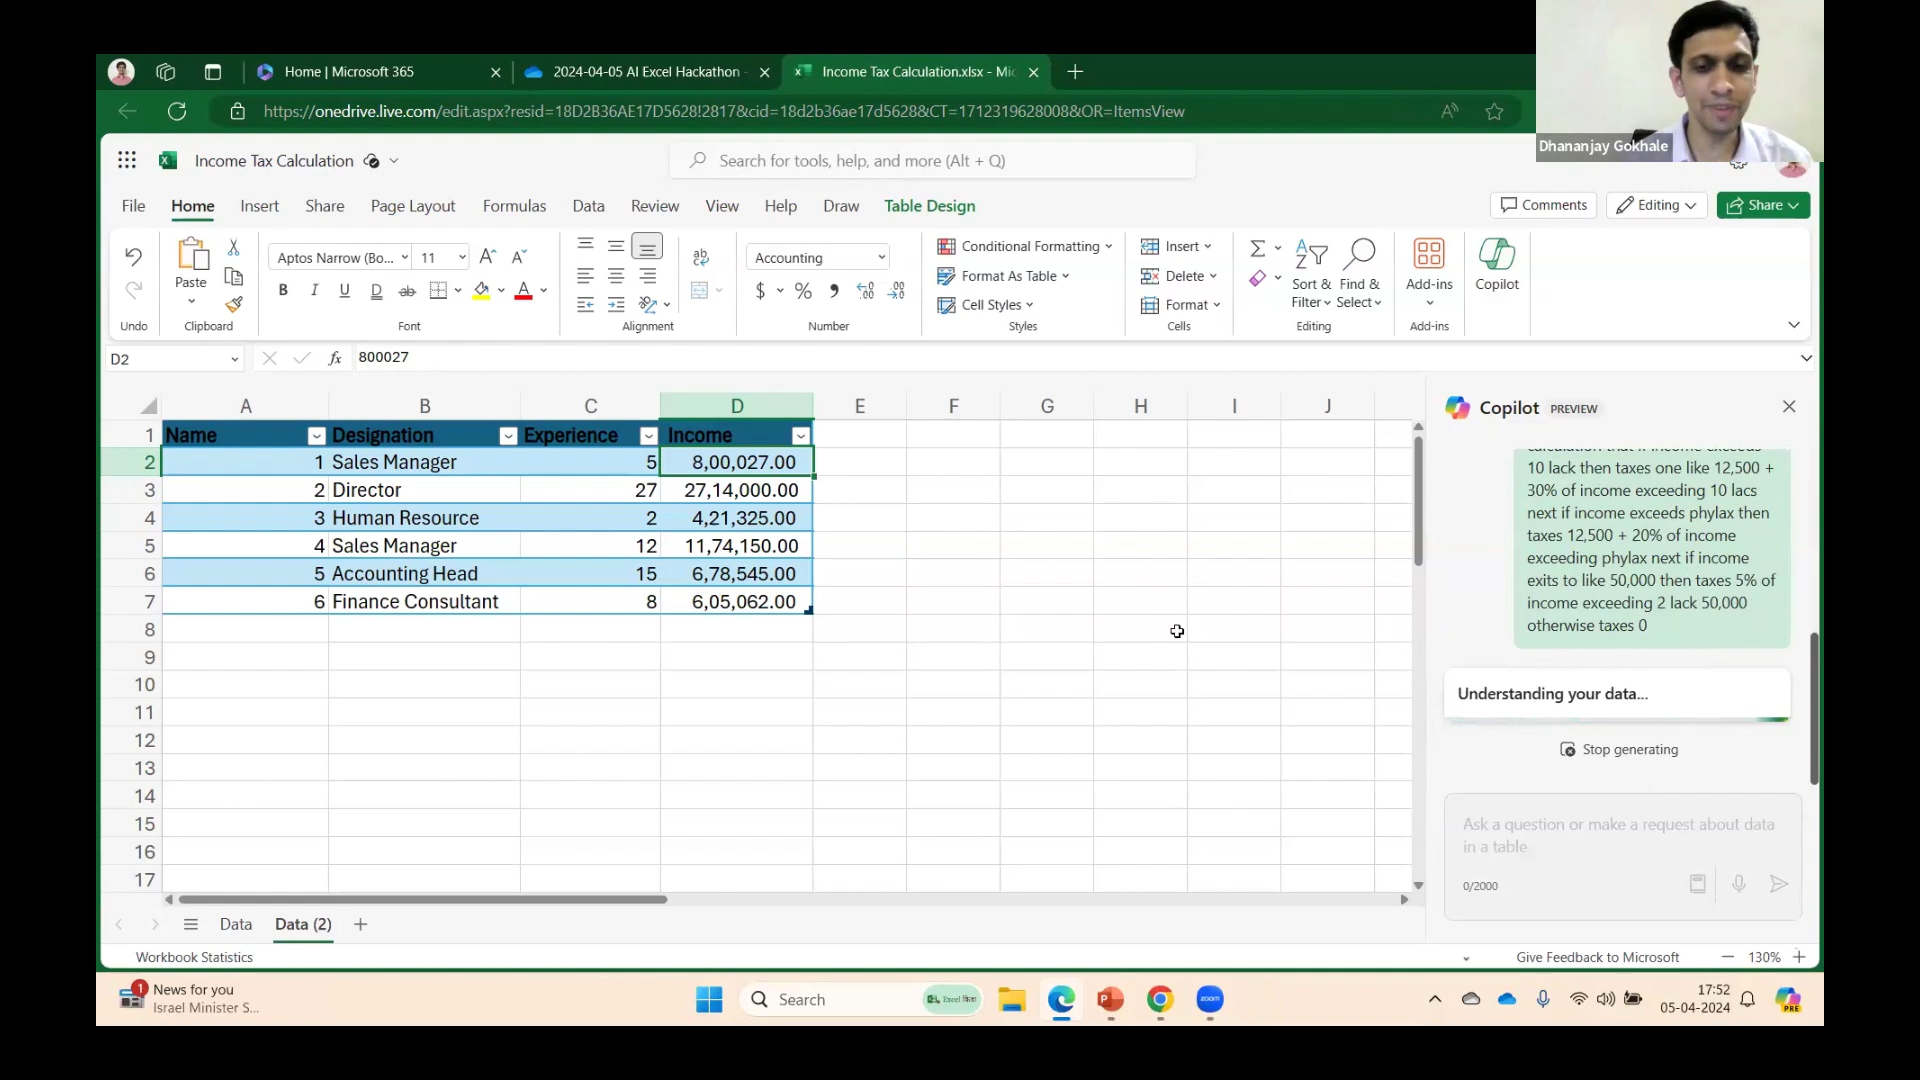 Home | Microsoft 365
2024-04-05 AI Excel Hackathon -
Income Tax Calculation.xlsx - Mic
https://onedrive.live.com/edit.aspx?resid=18D2B36AE17D5628!2817&cid=18d2b36ae17d5628&CT=1712319628008&OR=ItemsView
Dhananjay Gokhale
Income Tax Calculation
Search for tools, help, and more (Alt + Q)
File Home Insert Share Page Layout Formulas Data Review View Help Draw Table Design
Comments Editing Share
Paste
Aptos Narrow (Bo... 11
Accounting
Conditional Formatting
Format As Table
Cell Styles
Insert
Delete
Format
Sort & Filter
Find & Select
Add-ins
Copilot
Undo Clipboard Font Alignment Number Styles Cells Editing Add-ins
D2 fx 800027
A B C D E F G H I J
1 Name Designation Experience Income
2 1 Sales Manager 5 8,00,027.00
3 2 Director 27 27,14,000.00
4 3 Human Resource 2 4,21,325.00
5 4 Sales Manager 12 11,74,150.00
6 5 Accounting Head 15 6,78,545.00
7 6 Finance Consultant 8 6,05,062.00
8
9
10
11
12
13
14
15
16
17
Copilot PREVIEW
calculation that if income exceeds
10 lack then taxes one like 12,500 +
30% of income exceeding 10 lacs
next if income exceeds phylax then
taxes 12,500 + 20% of income
exceeding phylax next if income
exits to like 50,000 then taxes 5% of
income exceeding 2 lack 50,000
otherwise taxes 0
Understanding your data...
Stop generating
Ask a question or make a request about data
in a table
0/2000
Data Data (2)
Workbook Statistics
Give Feedback to Microsoft 130%
1
News for you
Israel Minister S...
Search
zoom
17:52
05-04-2024
PRE